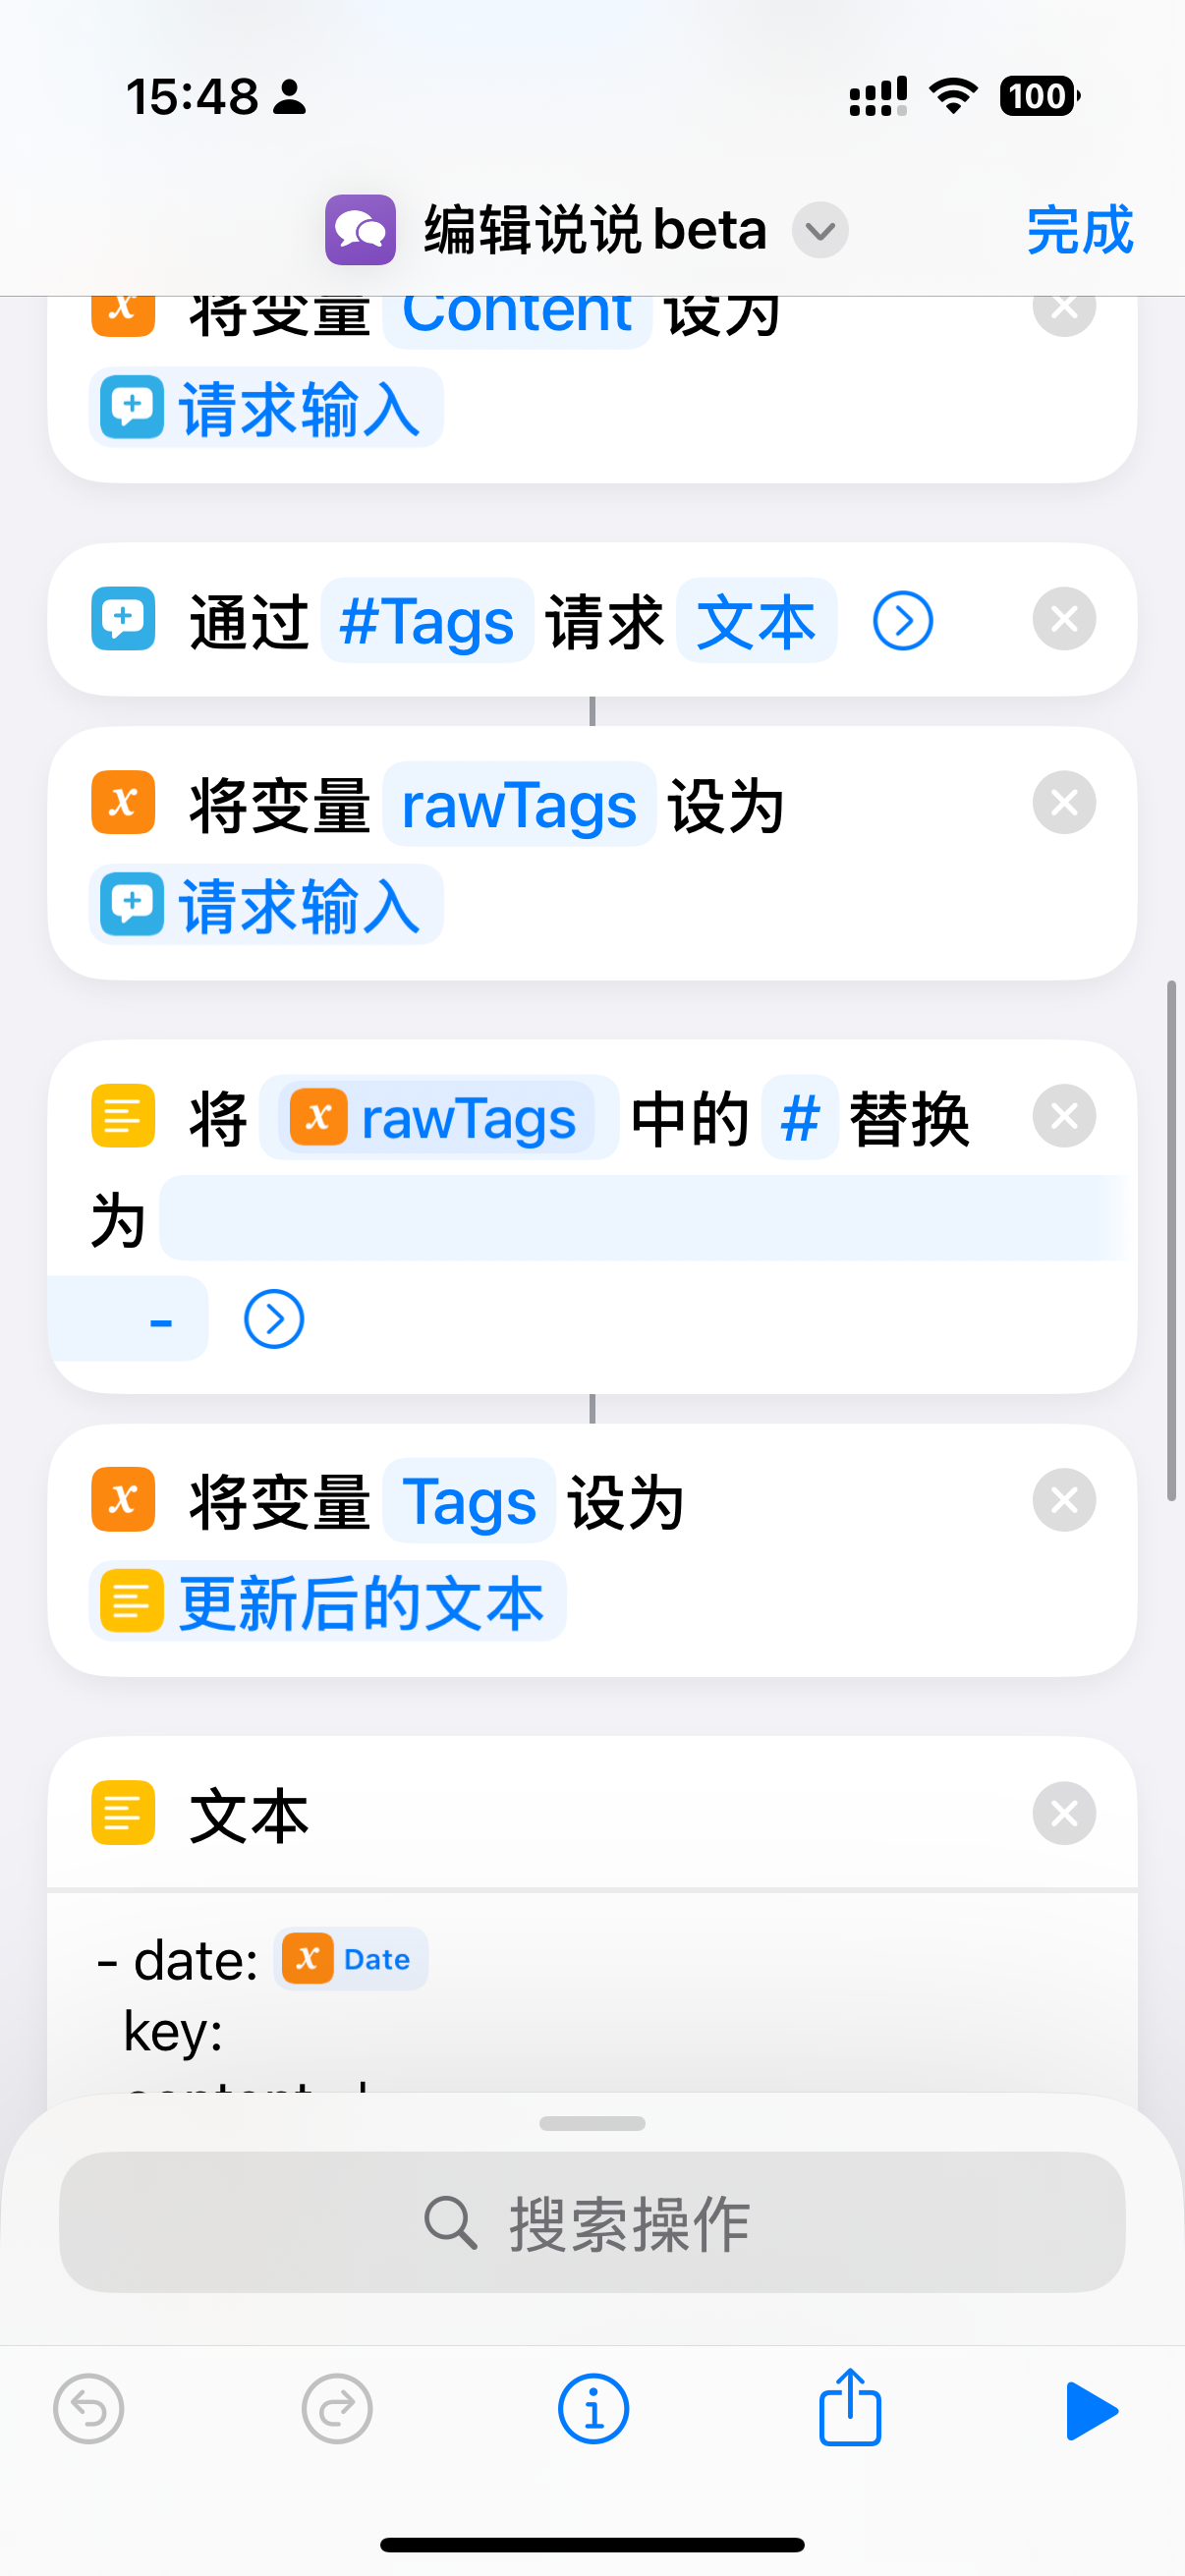 15:48 100
编辑说说 beta 完成
将变量 Content 设为
请求输入
通过 #Tags 请求 文本
将变量 rawTags 设为
请求输入
将 rawTags 中的 # 替换
为
-
将变量 Tags 设为
更新后的文本
文本
- date: Date
key:
搜索操作